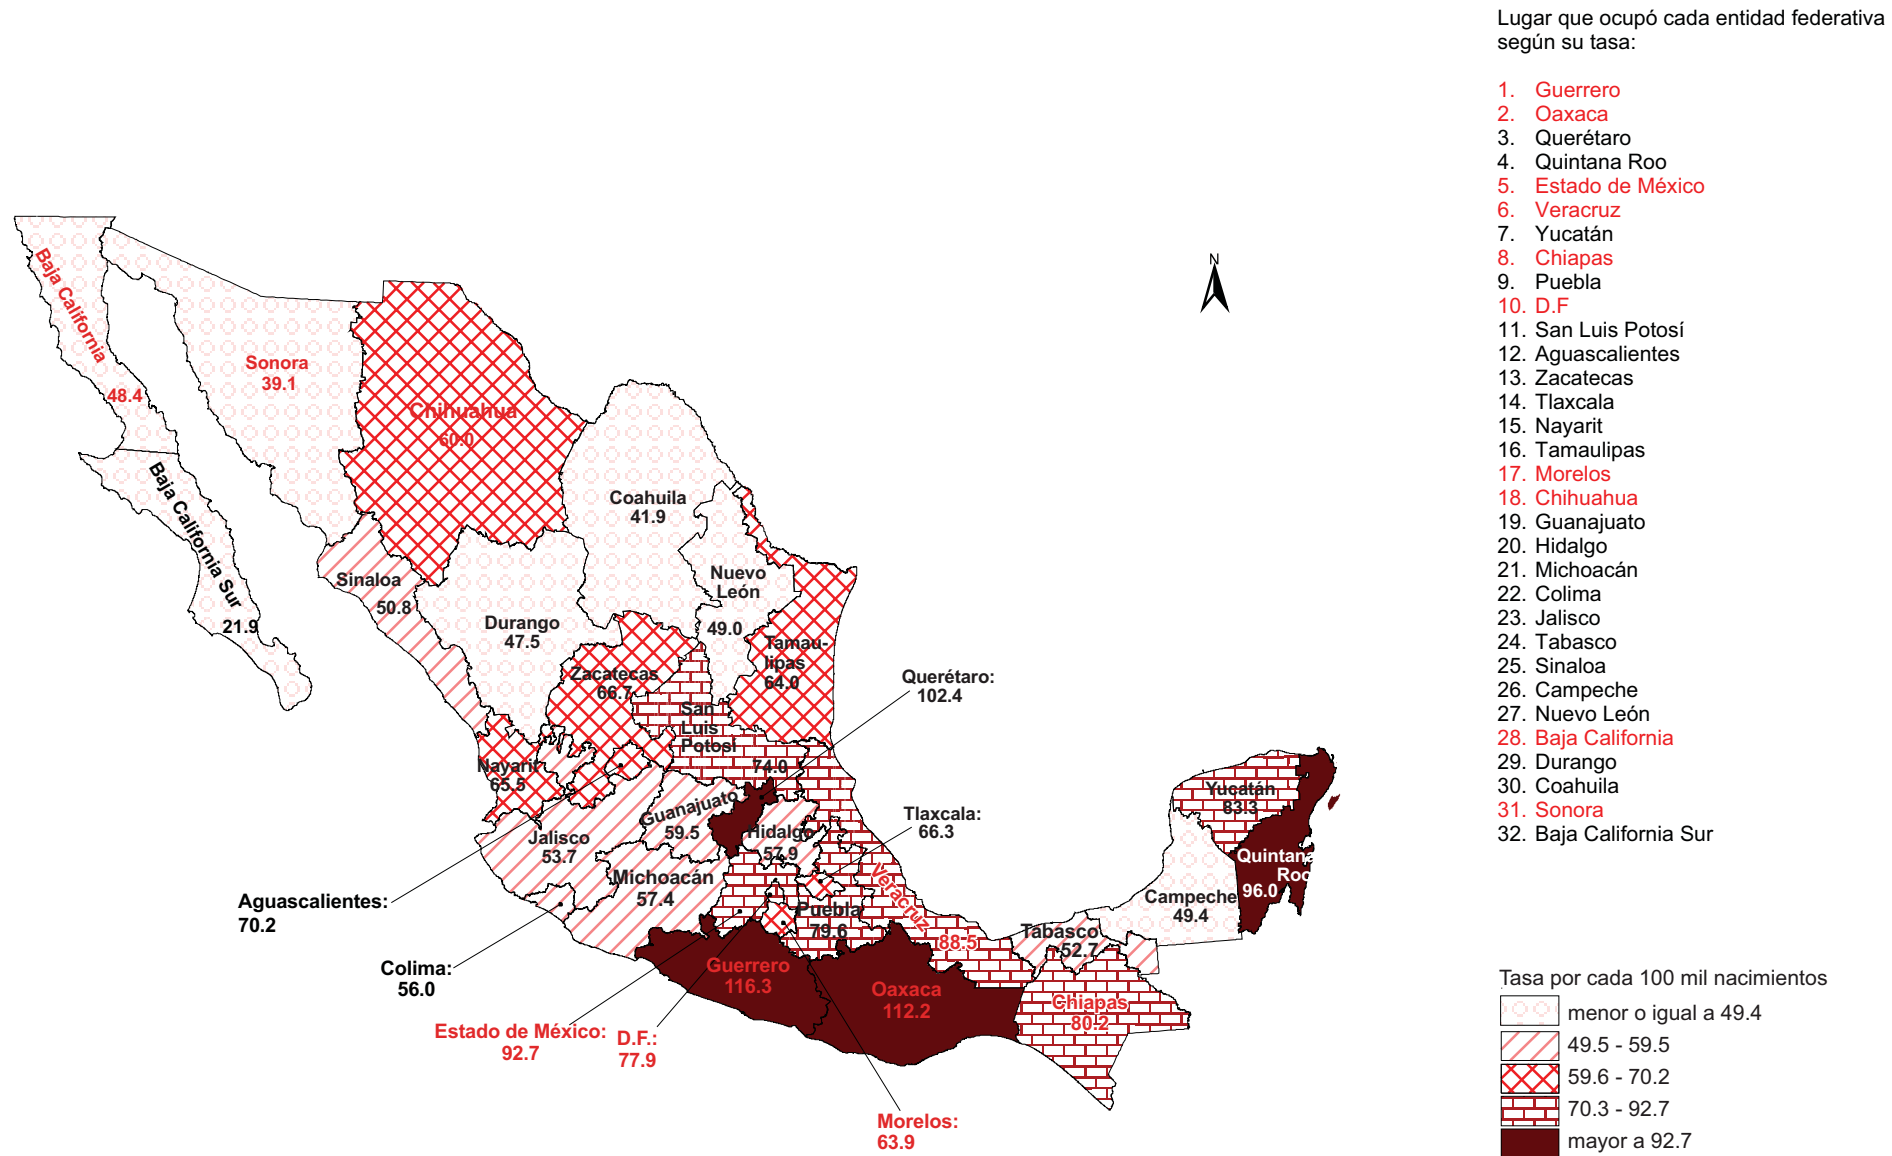 Lugar que ocupó cada entidad federativa
según su tasa:
1. Guerrero
2. Oaxaca
3. Querétaro
4. Quintana Roo
5. Estado de México
6. Veracruz
7. Yucatán
8. Chiapas
9. Puebla
10. D.F
11. San Luis Potosí
12. Aguascalientes
13. Zacatecas
14. Tlaxcala
15. Nayarit
16. Tamaulipas
17. Morelos
18. Chihuahua
19. Guanajuato
20. Hidalgo
21. Michoacán
22. Colima
23. Jalisco
24. Tabasco
25. Sinaloa
26. Campeche
27. Nuevo León
28. Baja California
29. Durango
30. Coahuila
31. Sonora
32. Baja California Sur
N
Baja California
48.4
Sonora
39.1
Chihuahua
60.0
Baja California Sur
21.9
Coahuila
41.9
Sinaloa
50.8
Nuevo
León
49.0
Durango
47.5
Tamau-
lipas
64.0
Zacatecas
66.7
San
Luis
Potosí
74.0
Querétaro:
102.4
Nayarit
65.5
Guanajuato
59.5
Jalisco
53.7
Hidalgo
57.9
Tlaxcala:
66.3
Michoacán
57.4
Aguascalientes:
70.2
Colima:
56.0
Puebla
79.6
Veracruz
88.5
Yucatán
83.3
Quintana
Roo
96.0
Campeche
49.4
Tabasco
52.7
Guerrero
116.3
Oaxaca
112.2
Chiapas
80.2
Estado de México:
92.7
D.F.:
77.9
Morelos:
63.9
Tasa por cada 100 mil nacimientos
menor o igual a 49.4
49.5 - 59.5
59.6 - 70.2
70.3 - 92.7
mayor a 92.7